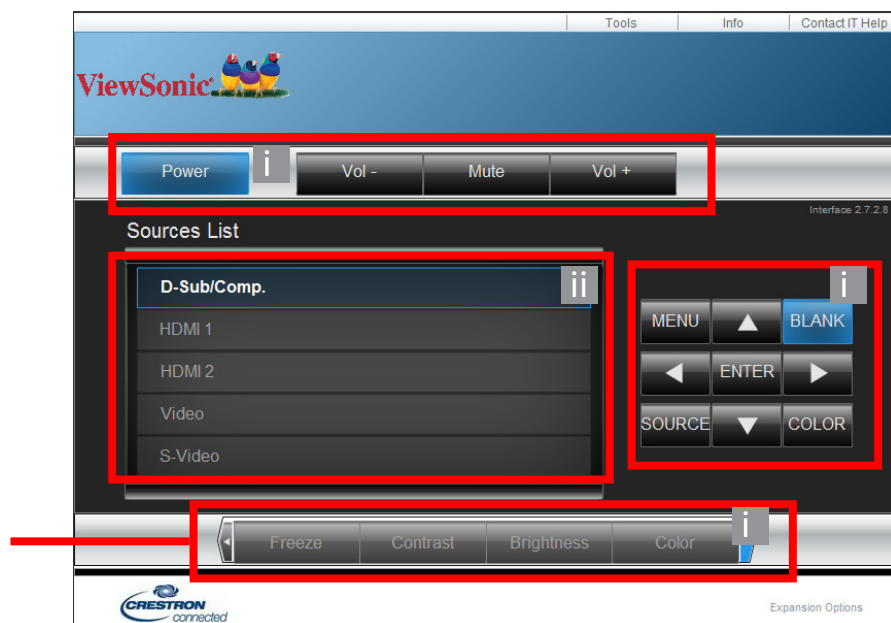 Tools Info Contact IT Help
ViewSonic
Power i Vol - Mute Vol +
Interface 2.7.2.8
Sources List
D-Sub/Comp. ii
HDMI 1
HDMI 2
Video
S-Video
i
MENU BLANK
ENTER
SOURCE COLOR
i
Freeze Contrast Brightness Color
CRESTRON
connected
Expansion Options